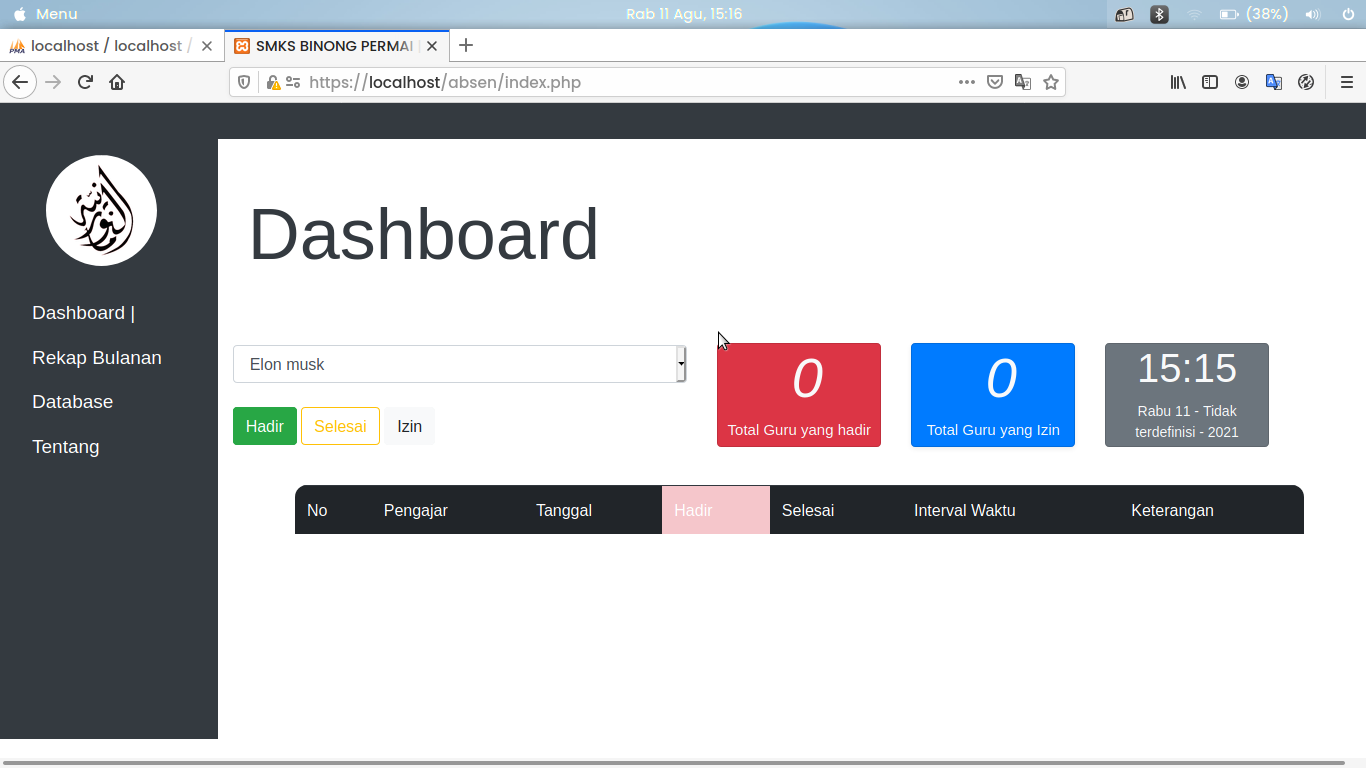 Menu
Rab 11 Agu, 15:16
(38%)
PMA
localhost / localhost /
SMKS BINONG PERMAI
https://localhost/absen/index.php
Dashboard |
Rekap Bulanan
Database
Tentang
Dashboard
Elon musk
Hadir
Selesai
Izin
0
Total Guru yang hadir
0
Total Guru yang Izin
15:15
Rabu 11 - Tidak
terdefinisi - 2021
No Pengajar Tanggal Hadir Selesai Interval Waktu Keterangan